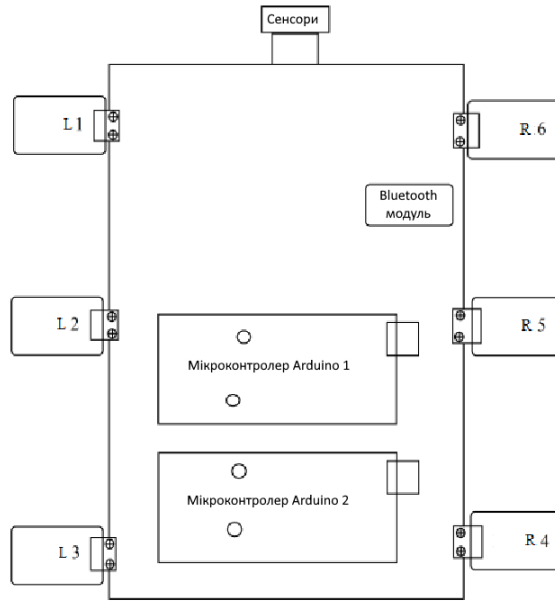 Сенсори
L 1
R .6
Bluetooth
модуль
L 2
R 5
Мікроконтролер Arduino 1
Мікроконтролер Arduino 2
L 3
R 4